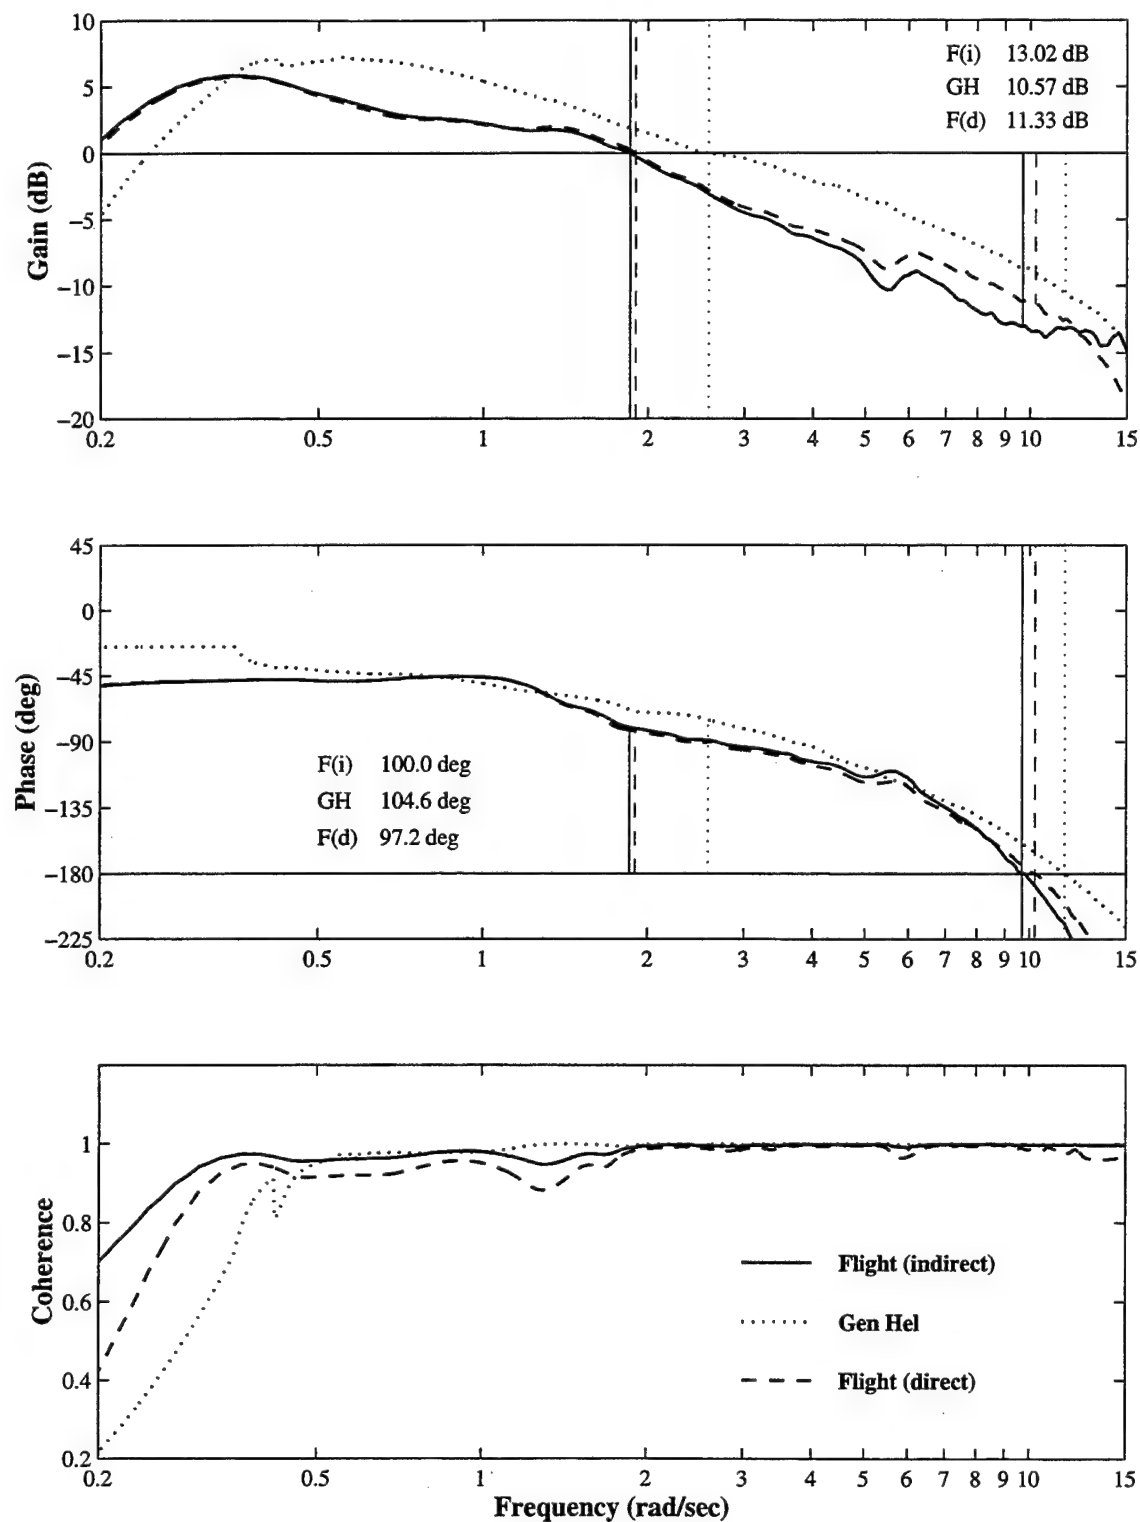 10
5
0
−5
−10
−15
−20
Gain (dB)
F(i) 13.02 dB
GH 10.57 dB
F(d) 11.33 dB
0.2 0.5 1 2 3 4 5 6 7 8 9 10 15
45
0
−45
−90
−135
−180
−225
Phase (deg)
F(i) 100.0 deg
GH 104.6 deg
F(d) 97.2 deg
0.2 0.5 1 2 3 4 5 6 7 8 9 10 15
1
0.8
0.6
0.4
0.2
Coherence
Flight (indirect)
Gen Hel
Flight (direct)
0.2 0.5 1 2 3 4 5 6 7 8 9 10 15
Frequency (rad/sec)